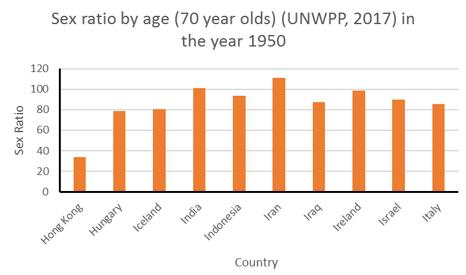 Sex ratio by age (70 year olds) (UNWPP, 2017) in
the year 1950
120
100
80
60
40
20
0
Sex Ratio
Hong Kong
Hungary
Iceland
India
Indonesia
Iran
Iraq
Ireland
Israel
Italy
Country